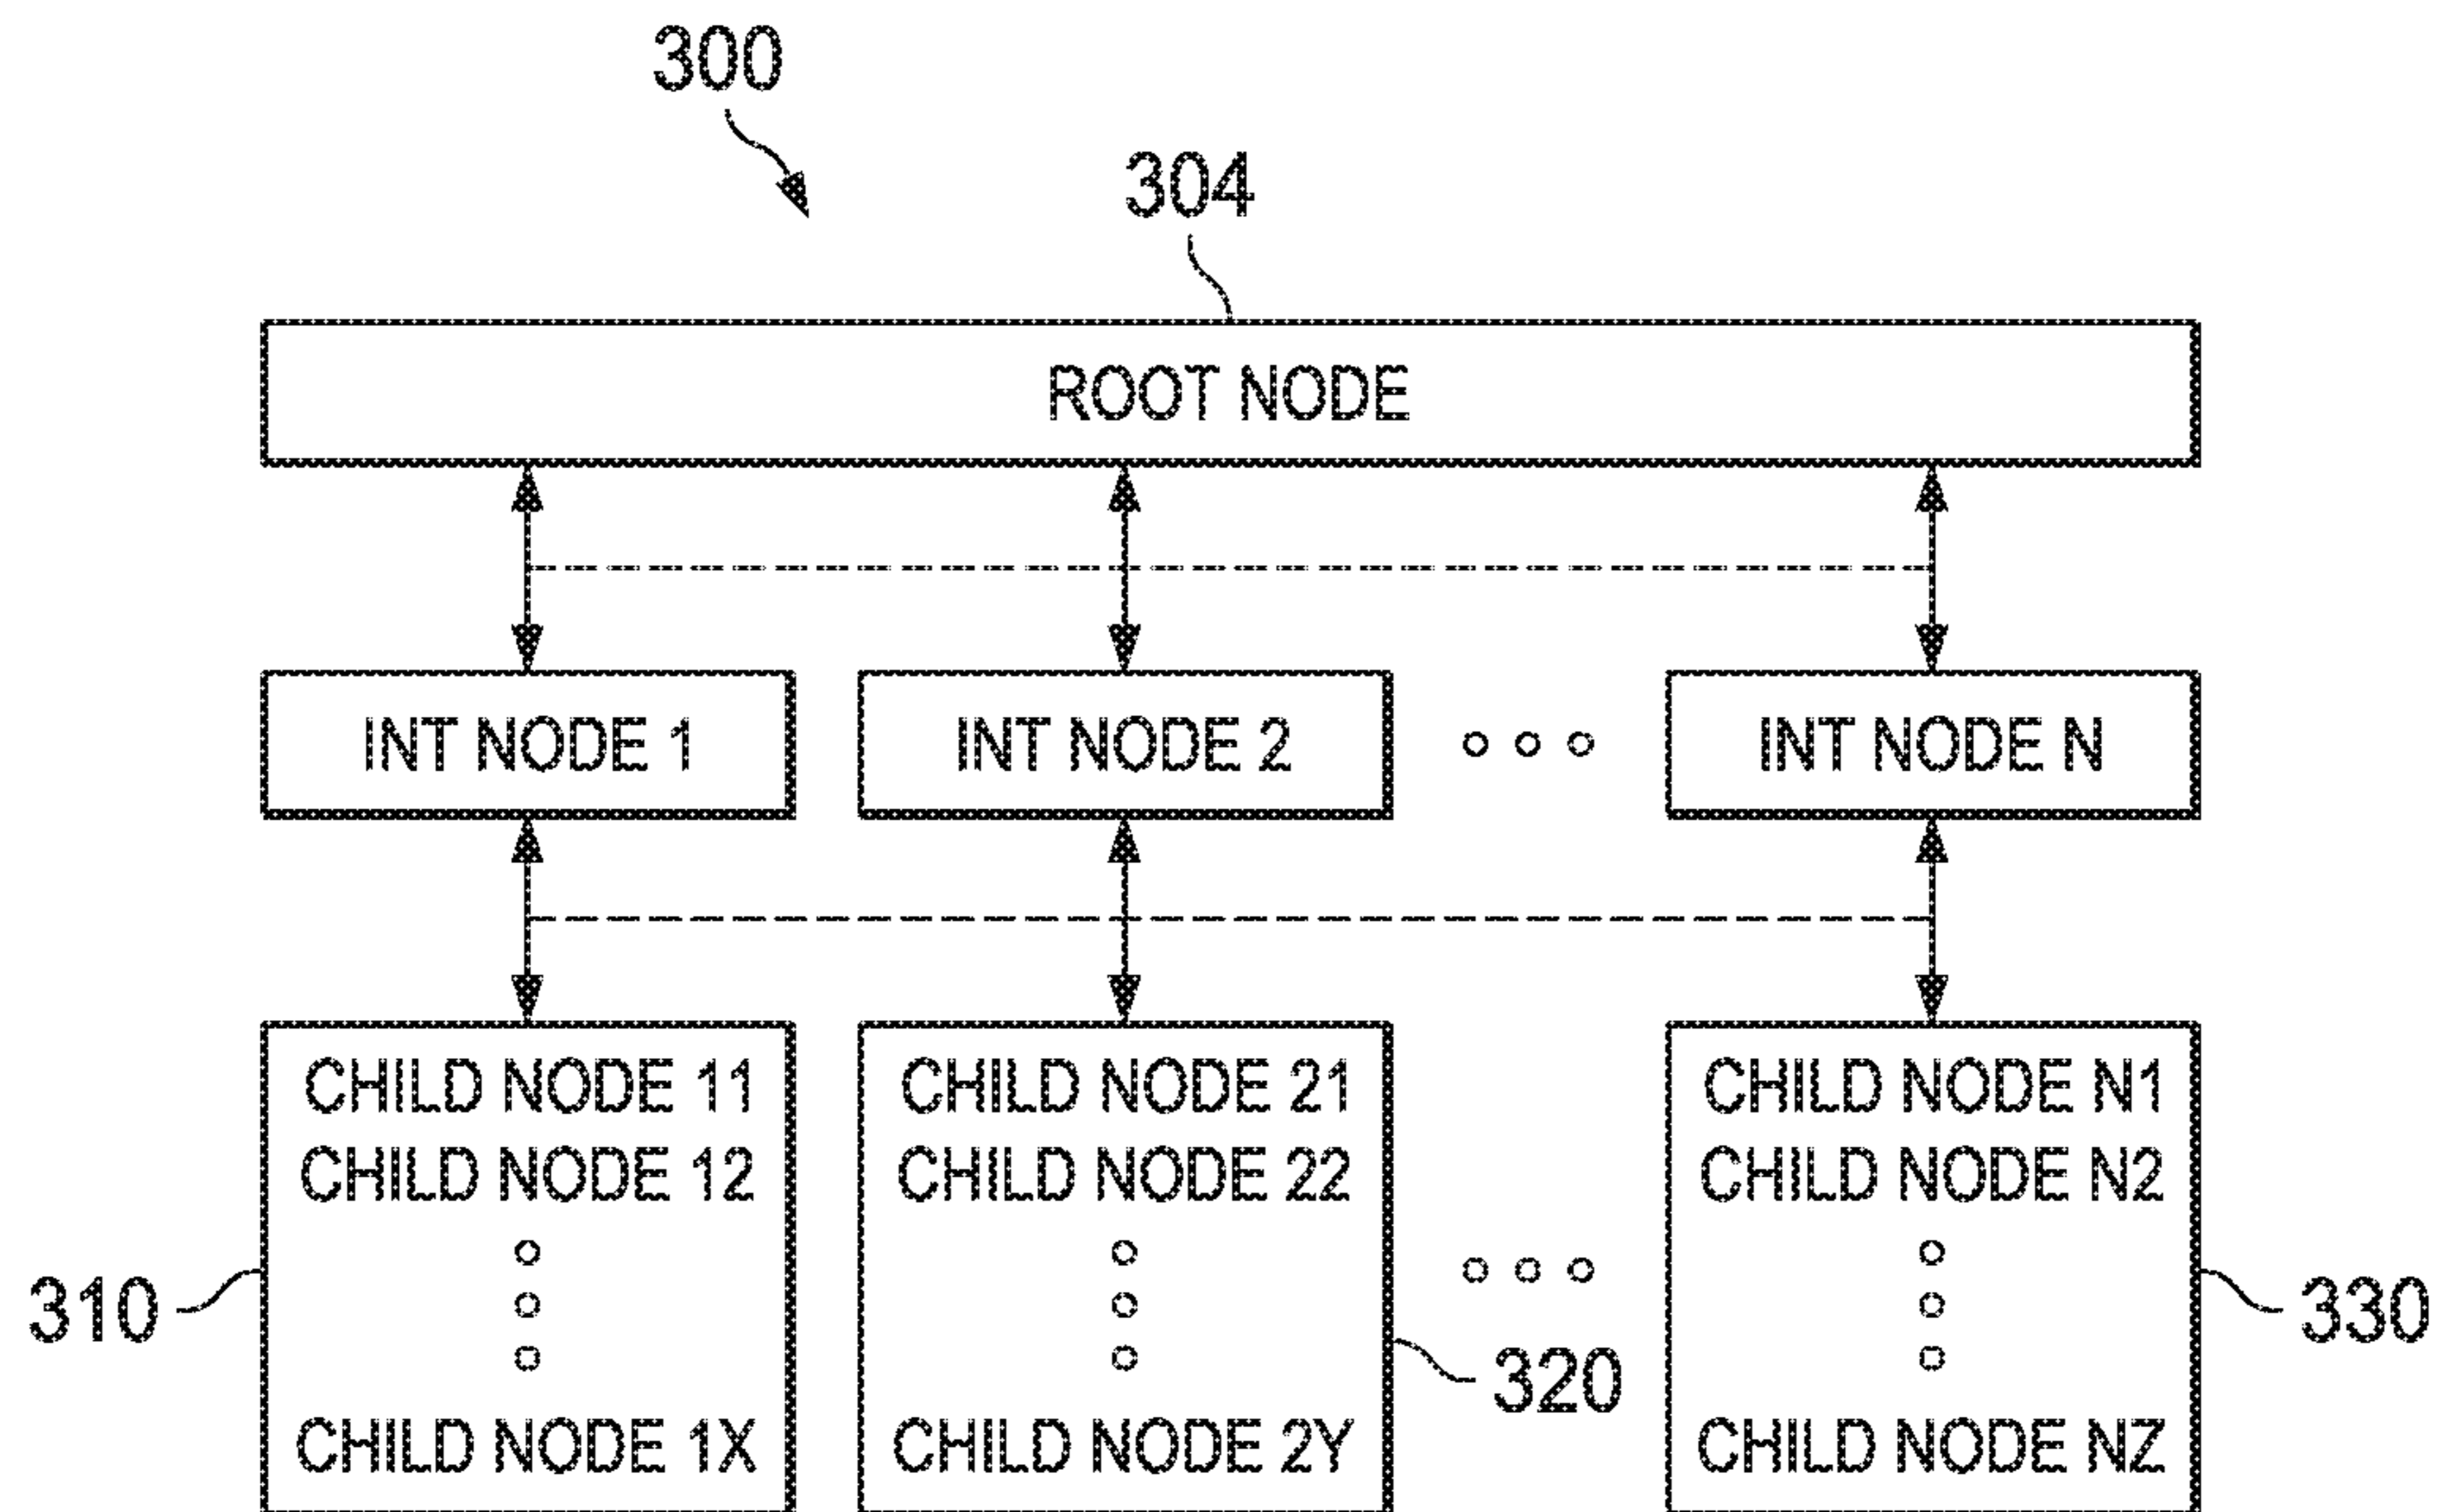 300
304
ROOT NODE
INT NODE 1
INT NODE 2
INT NODE N
CHILD NODE 11
CHILD NODE 12
CHILD NODE 1X
310
CHILD NODE 21
CHILD NODE 22
CHILD NODE 2Y
320
CHILD NODE N1
CHILD NODE N2
CHILD NODE NZ
330